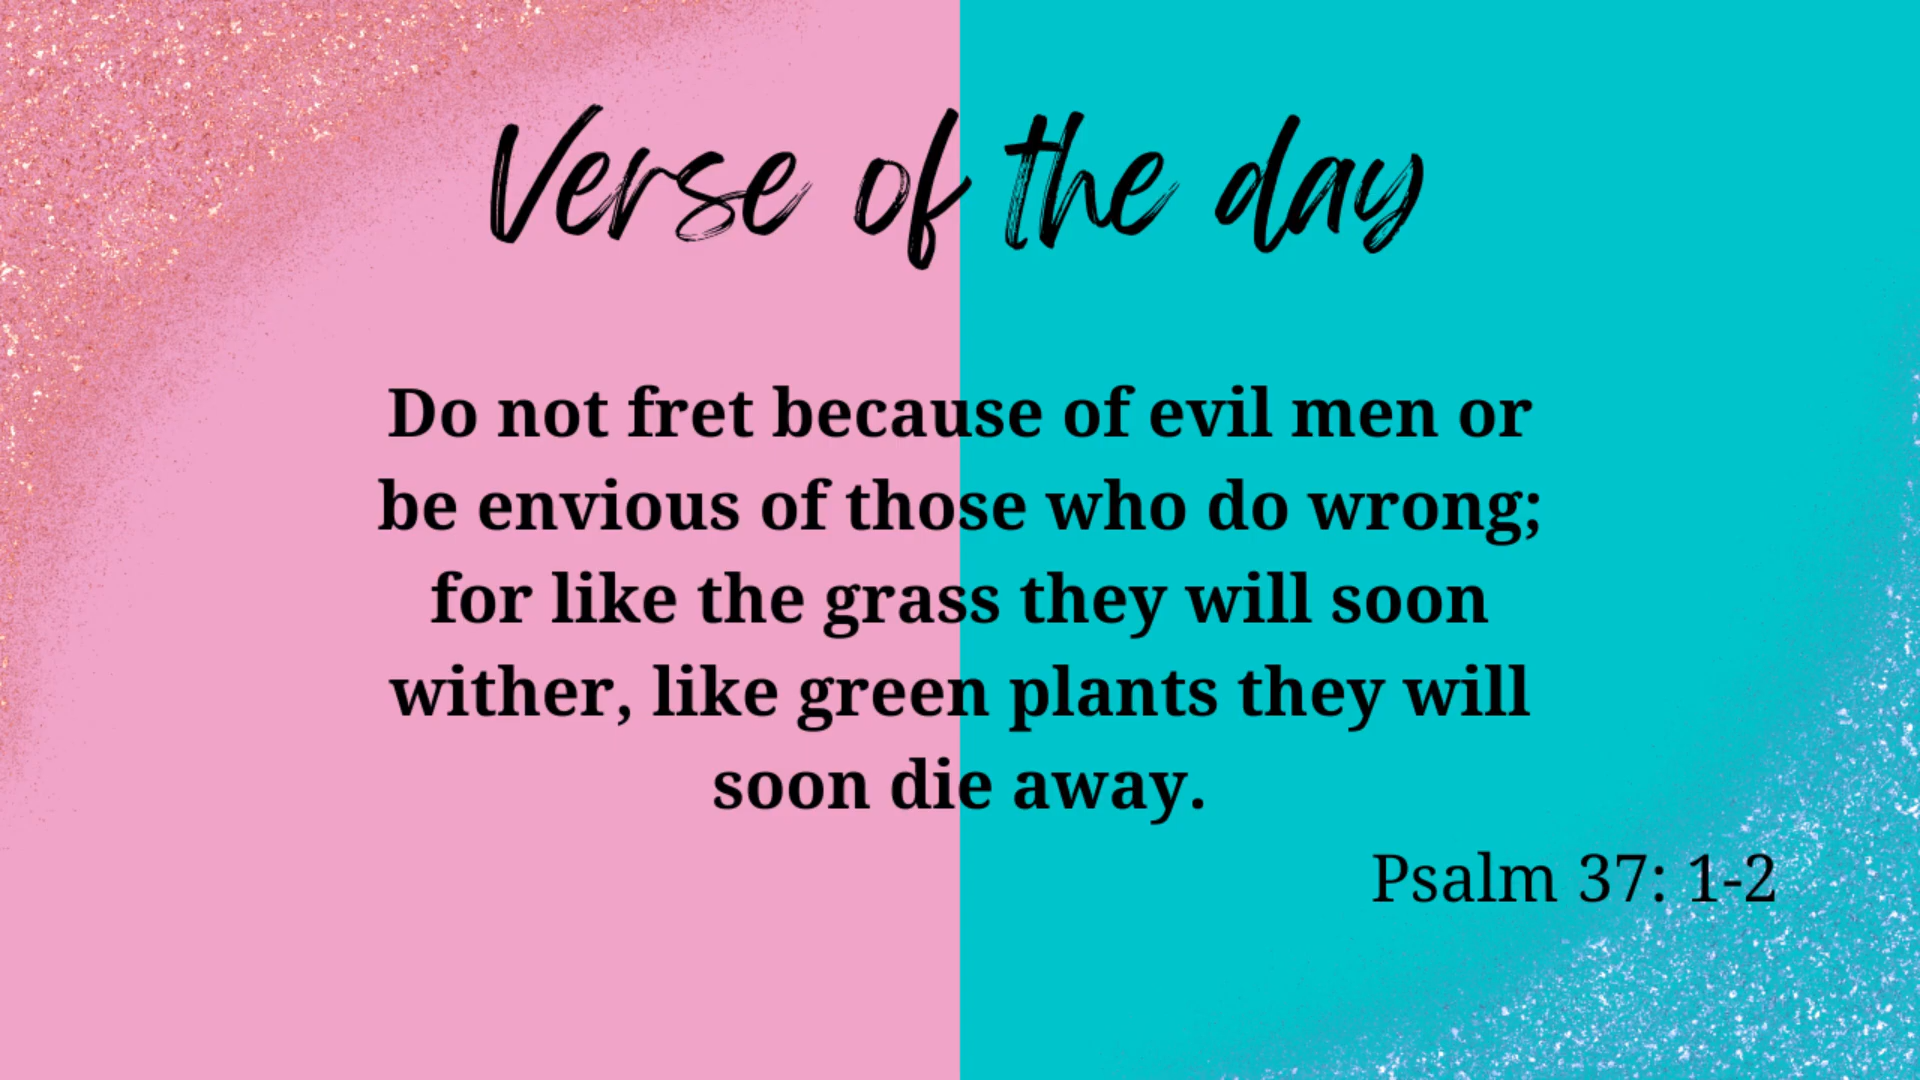 Verse of the day
Do not fret because of evil men or
be envious of those who do wrong;
for like the grass they will soon
wither, like green plants they will
soon die away.
Psalm 37: 1-2